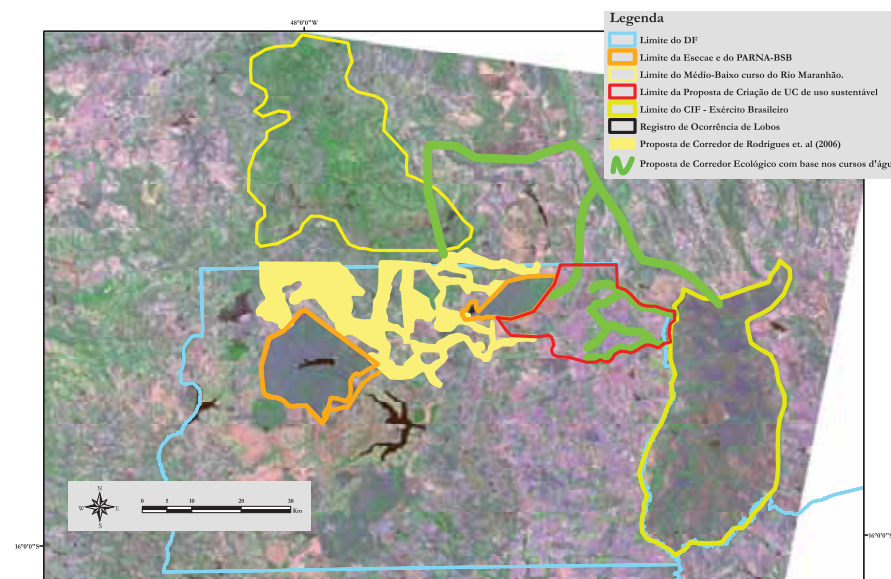 48°0'0"W
Legenda
Limite do DF
Limite da Esecae e do PARNA-BSB
Limite do Médio-Baixo curso do Rio Maranhão.
Limite da Proposta de Criação de UC de uso sustentável
Limite do CIF - Exército Brasileiro
Registro de Ocorrência de Lobos
Proposta de Corredor de Rodrigues et. al (2006)
Proposta de Corredor Ecológico com base nos cursos d'águ
N
W E
S
0 5 10 20 30
Km
16°0'0"S
16°0'0"S